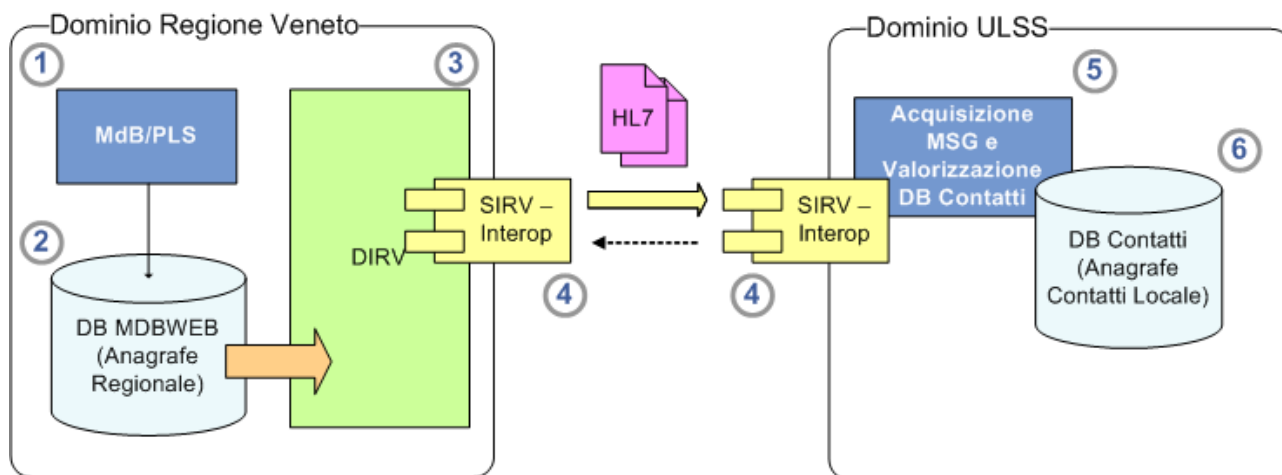 Dominio Regione Veneto
1
MdB/PLS
2
DB MDBWEB
(Anagrafe
Regionale)
3
DIRV
SIRV –
Interop
4
HL7
Dominio ULSS
SIRV –
Interop
4
5
Acquisizione
MSG e
Valorizzazione
DB Contatti
6
DB Contatti
(Anagrafe
Contatti Locale)